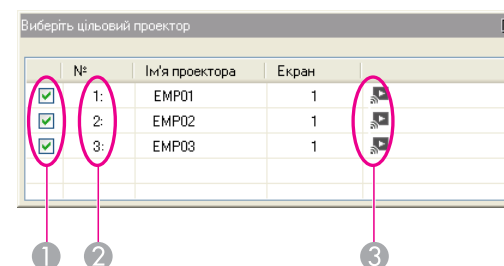 Виберіть цільовий проектор
№ Ім'я проектора Екран
1: EMP01 1
2: EMP02 1
3: EMP03 1
1 2 3